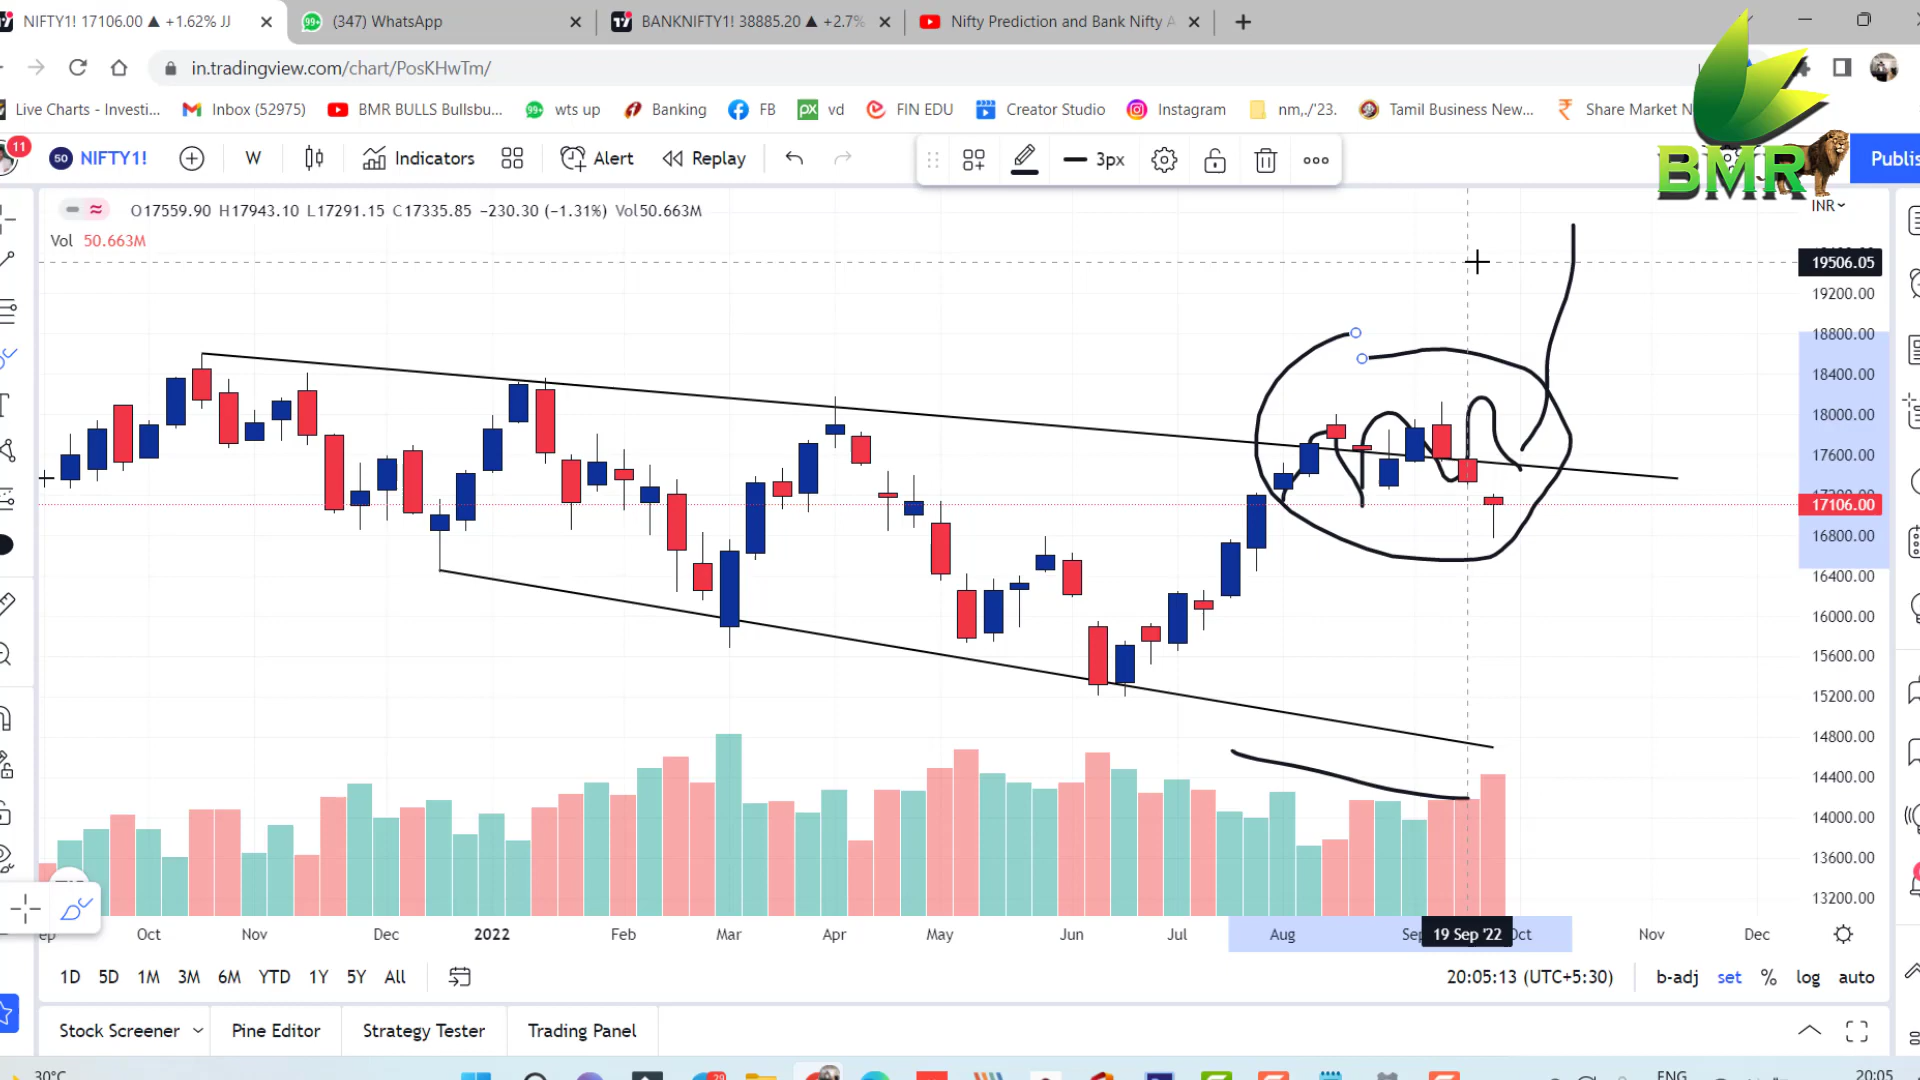 NIFTY1! 17106.00 ▲ +1.62% JJ
(347) WhatsApp
BANKNIFTY1! 38885.20 ▲ +2.7%
Nifty Prediction and Bank Nifty A
in.tradingview.com/chart/PosKHwTm/
Live Charts - Investi...
Inbox (52975)
BMR BULLS Bullsbu...
wts up
Banking
FB
vd
FIN EDU
Creator Studio
Instagram
nm,./'23.
Tamil Business New...
Share Market N
BMR
11
50 NIFTY1!
W
Indicators
Alert
Replay
3px
Publis
INR
O17559.90 H17943.10 L17291.15 C17335.85 −230.30 (−1.31%) Vol50.663M
Vol 50.663M
19506.05
19200.00
18800.00
18400.00
18000.00
17600.00
17106.00
16800.00
16400.00
16000.00
15600.00
15200.00
14800.00
14400.00
14000.00
13600.00
13200.00
ep Oct Nov Dec 2022 Feb Mar Apr May Jun Jul Aug Sep 19 Sep '22 Oct Nov Dec
1D 5D 1M 3M 6M YTD 1Y 5Y All
20:05:13 (UTC+5:30) b-adj set % log auto
Stock Screener
Pine Editor
Strategy Tester
Trading Panel
30°C
ENG
20:05